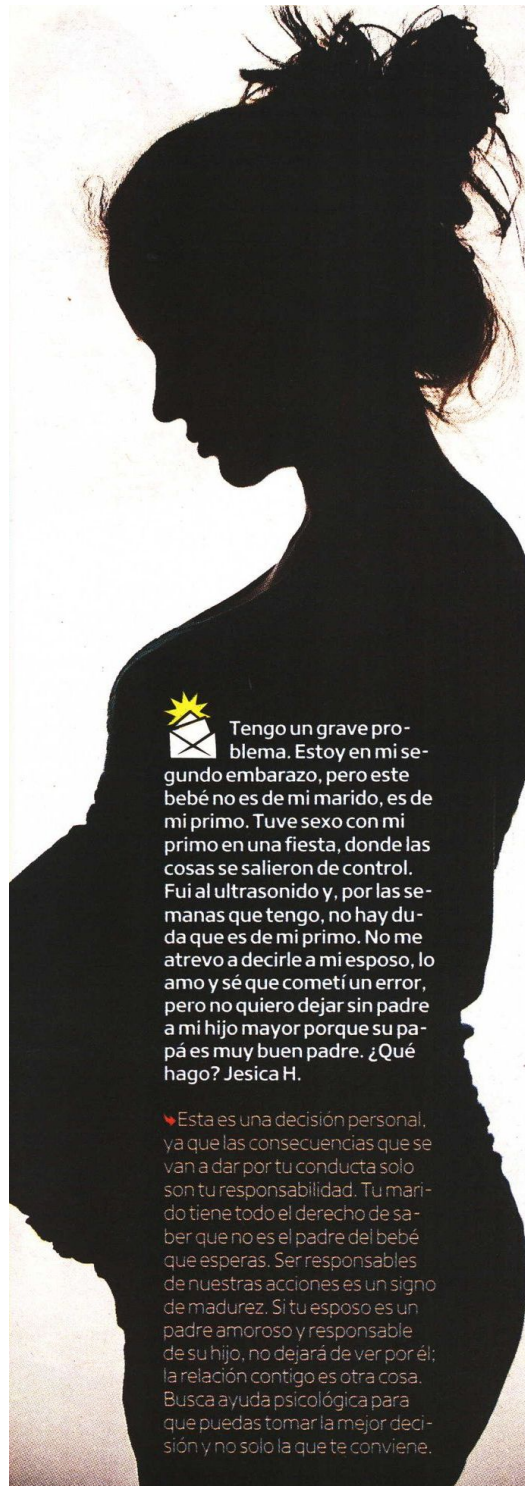 Tengo un grave pro-
blema. Estoy en mi se-
gundo embarazo, pero este
bebé no es de mi marido, es de
mi primo. Tuve sexo con mi
primo en una fiesta, donde las
cosas se salieron de control.
Fui al ultrasonido y, por las se-
manas que tengo, no hay du-
da que es de mi primo. No me
atrevo a decirle a mi esposo, lo
amo y sé que cometí un error,
pero no quiero dejar sin padre
a mi hijo mayor porque su pa-
pá es muy buen padre. ¿Qué
hago? Jesica H.
Esta es una decisión personal,
ya que las consecuencias que se
van a dar por tu conducta solo
son tu responsabilidad. Tu mari-
do tiene todo el derecho de sa-
ber que no es el padre del bebé
que esperas. Ser responsables
de nuestras acciones es un signo
de madurez. Si tu esposo es un
padre amoroso y responsable
de su hijo, no dejará de ver por él;
la relación contigo es otra cosa.
Busca ayuda psicológica para
que puedas tomar la mejor deci-
sión y no solo la que te conviene.